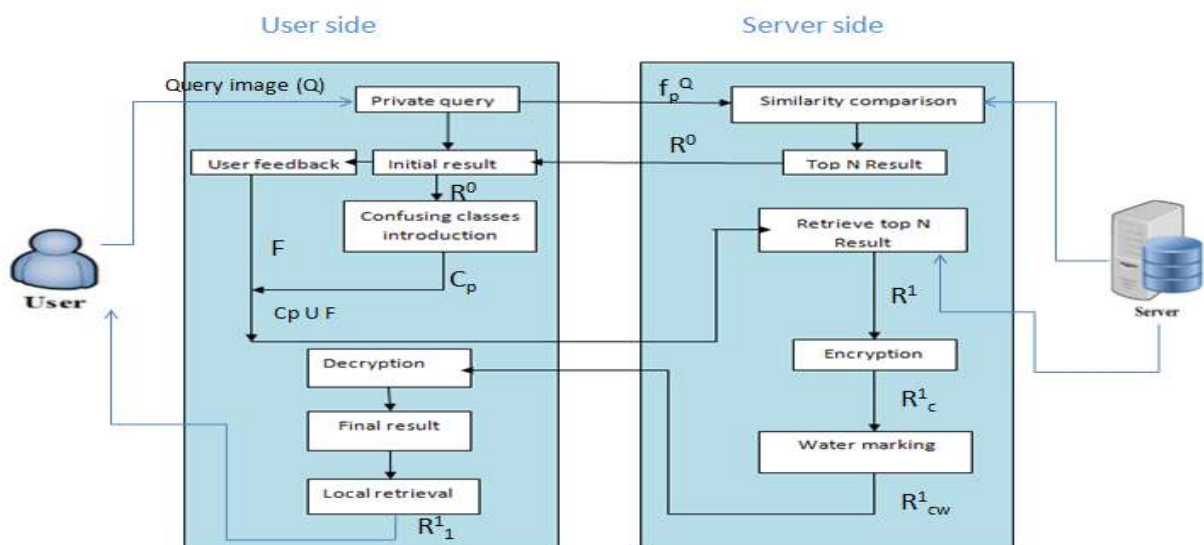 User side
Server side
Query image (Q)
Private query
f_p^Q
Similarity comparison
R^0
User feedback
Initial result
Top N Result
R^0
Confusing classes
introduction
Retrieve top N
Result
F
C_p
Cp U F
R^1
User
Server
Decryption
Encryption
R^1_c
Final result
Water marking
Local retrieval
R^1_1
R^1_cw